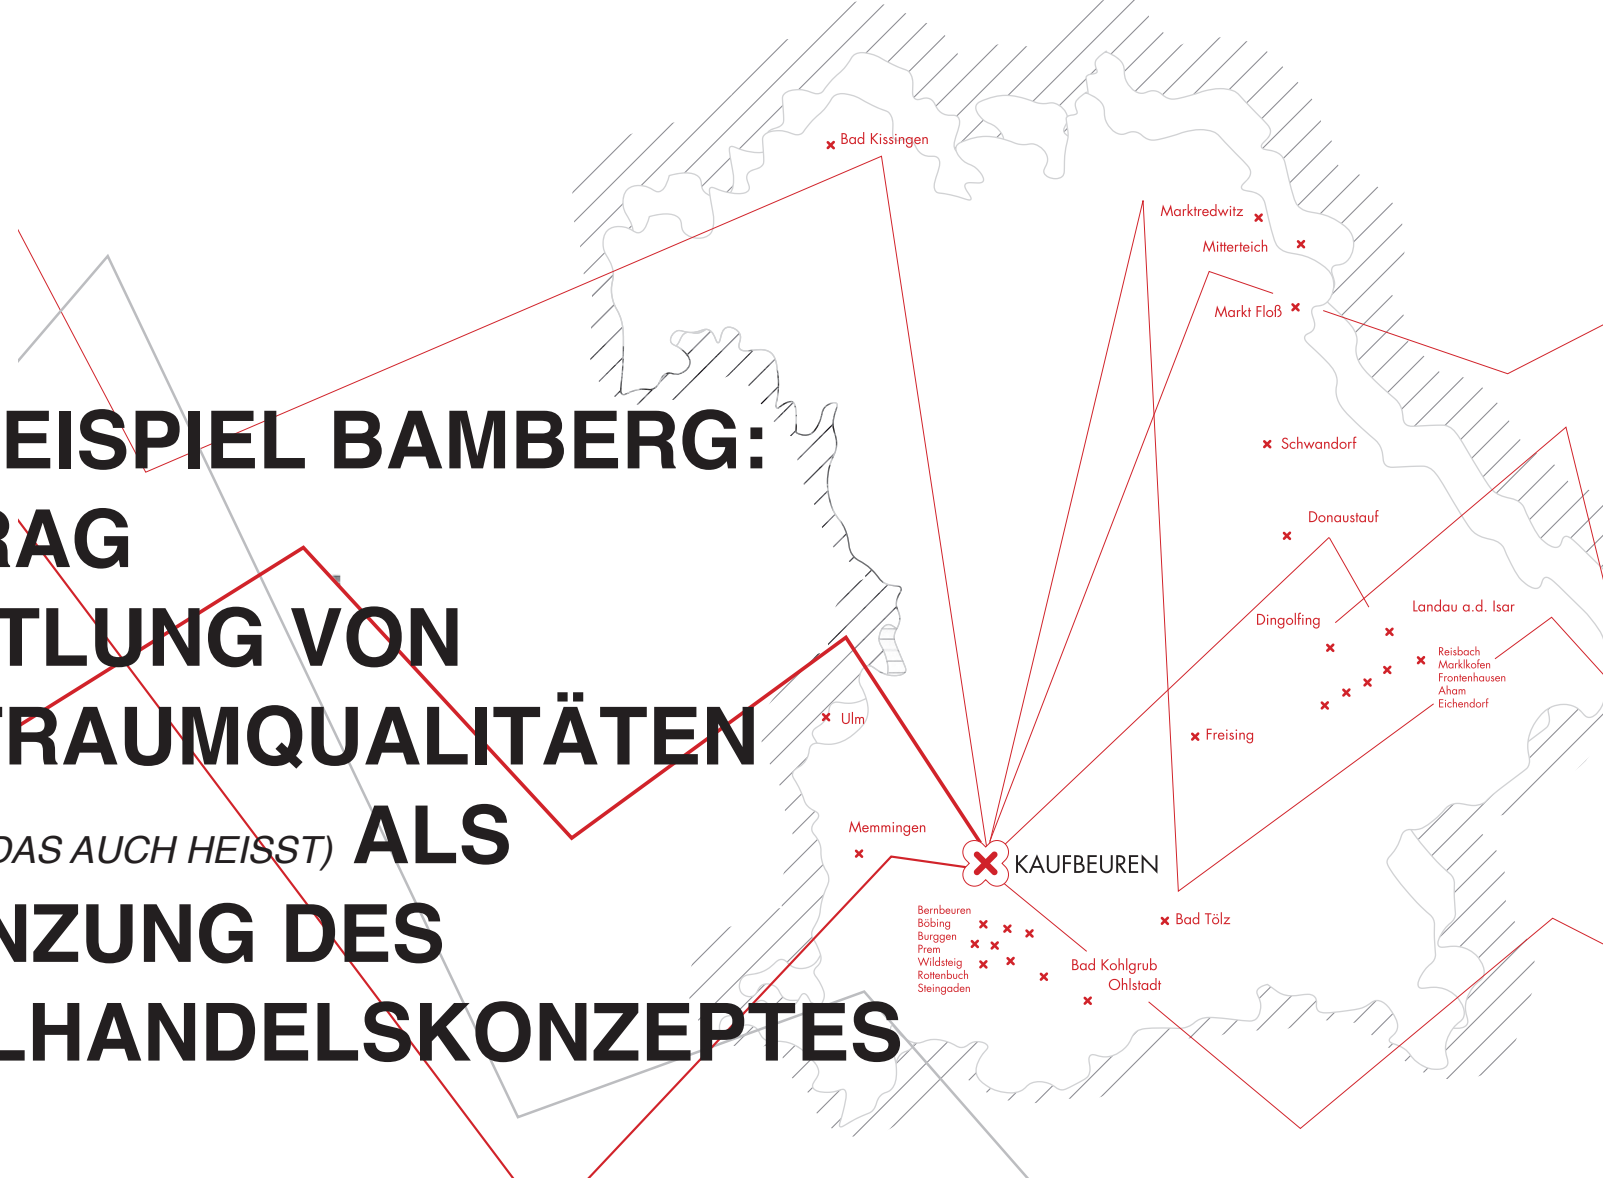 EISPIEL BAMBERG:
RAG
TLUNG VON
TRAUMQUALITÄTEN
DAS AUCH HEISST) ALS
NZUNG DES
LHANDELSKONZEPTES
Bad Kissingen
Marktredwitz
Mitterteich
Markt Floß
Schwandorf
Donaustauf
Landau a.d. Isar
Dingolfing
Reisbach
Marklkofen
Frontenhausen
Aham
Eichendorf
Ulm
Freising
Memmingen
KAUFBEUREN
Bernbeuren
Böbing
Burggen
Prem
Wildsteig
Rottenbuch
Steingaden
Bad Tölz
Bad Kohlgrub
Ohlstadt